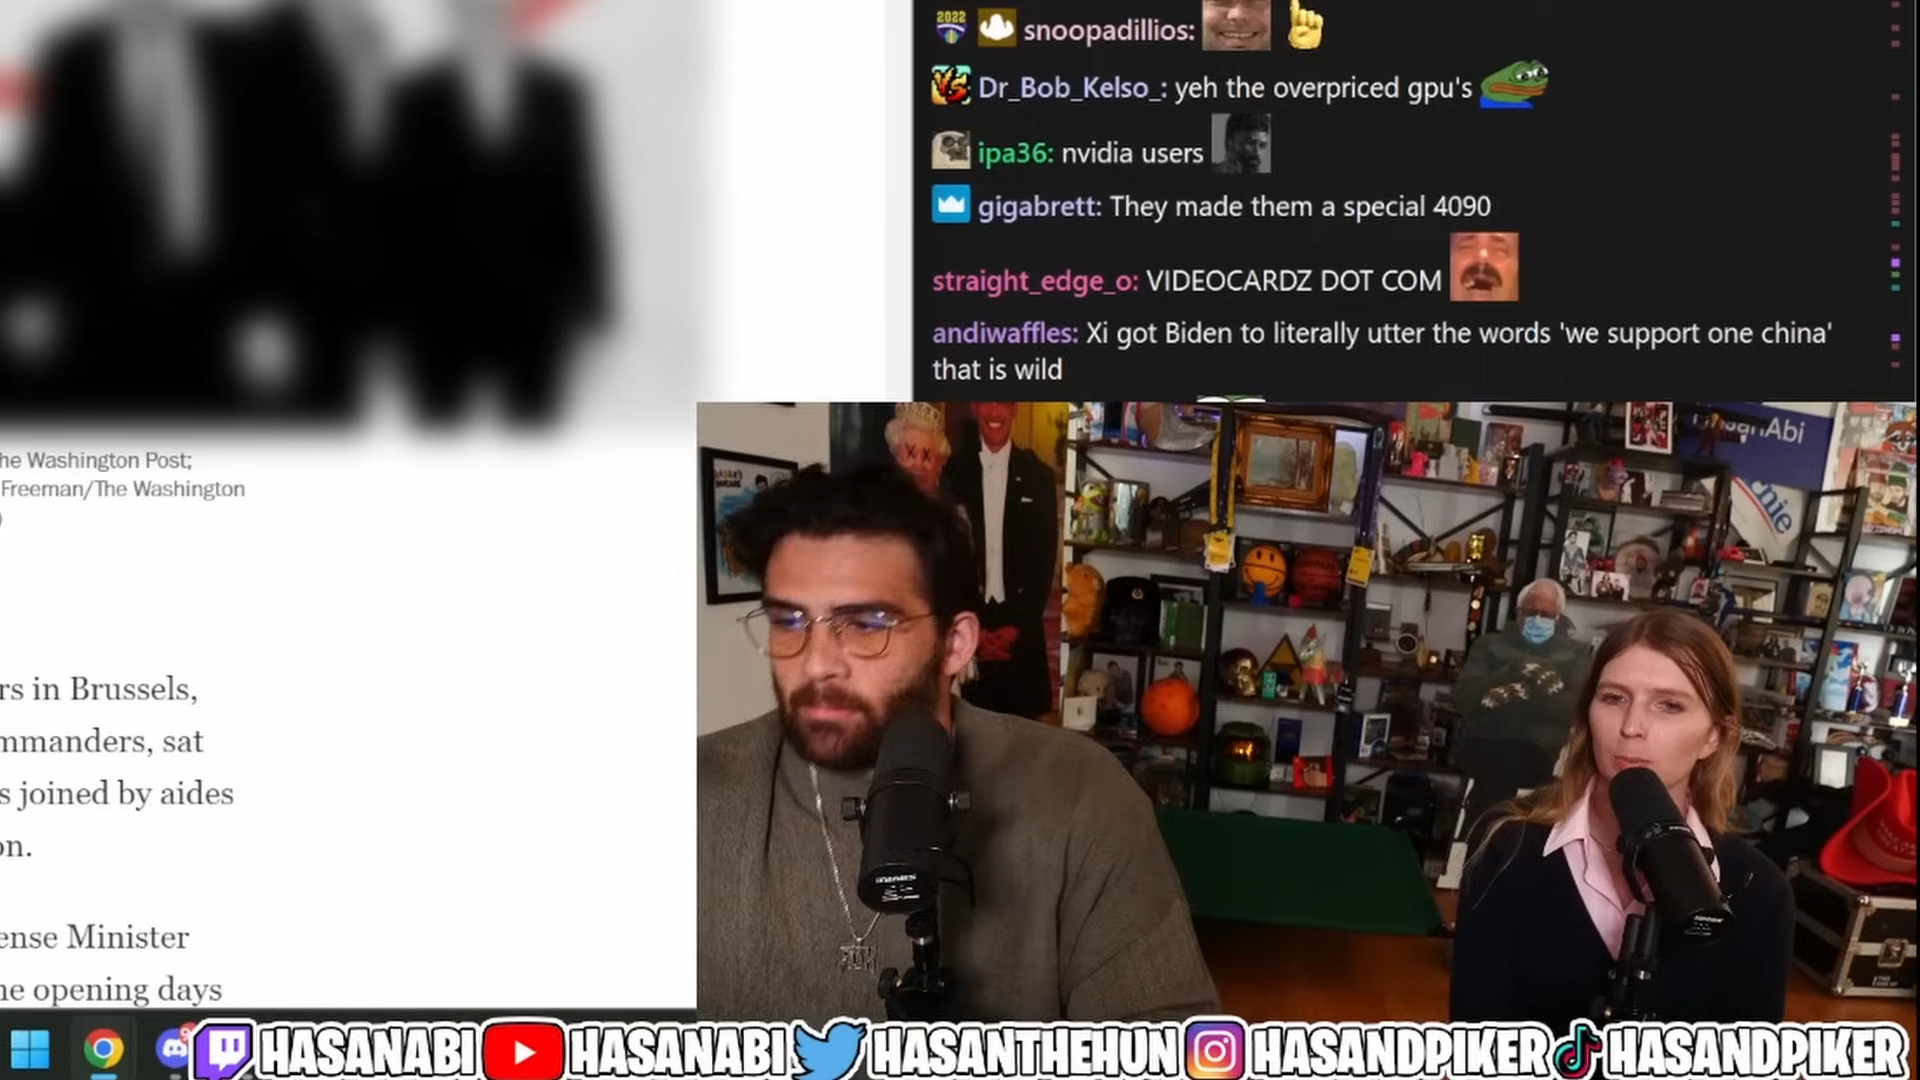 2022 snoopadillios:
Dr_Bob_Kelso_: yeh the overpriced gpu's
ipa36: nvidia users
gigabrett: They made them a special 4090
straight_edge_o: VIDEOCARDZ DOT COM
andiwaffles: Xi got Biden to literally utter the words 'we support one china'
that is wild
he Washington Post;
Freeman/The Washington
)
rs in Brussels,
mmanders, sat
s joined by aides
on.
ense Minister
he opening days
HASANABI HASANABI HASANTHEHUN HASANDPIKER HASANDPIKER